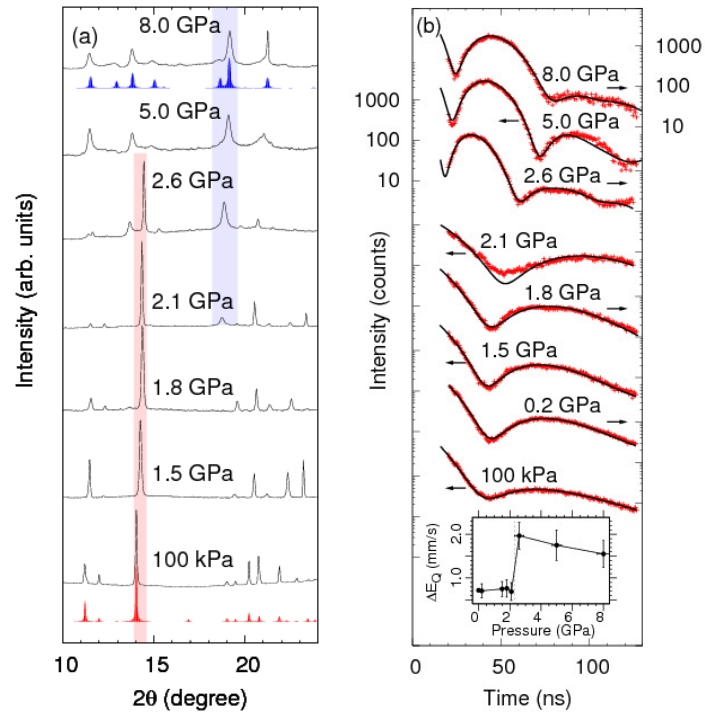 (a)
8.0 GPa
5.0 GPa
2.6 GPa
2.1 GPa
1.8 GPa
1.5 GPa
100 kPa
Intensity (arb. units)
10 15 20
2θ (degree)
(b)
1000
100
10
8.0 GPa
1000
100
10
5.0 GPa
2.6 GPa
2.1 GPa
1.8 GPa
1.5 GPa
0.2 GPa
100 kPa
Intensity (counts)
2.0
1.0
ΔE_Q (mm/s)
0 2 4 6 8
Pressure (GPa)
0 50 100
Time (ns)